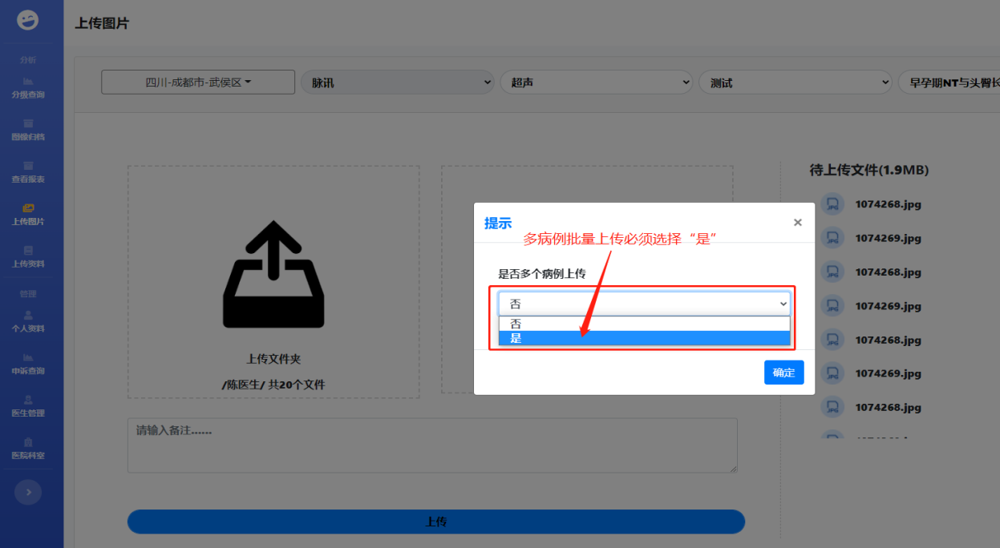 上传图片
分析
分级查询
图像归档
查看报表
上传图片
上传资料
管理
个人资料
申诉查询
医生管理
医院科室
四川-成都市-武侯区
脉讯
超声
测试
早孕期NT与头臀长
上传文件夹
/陈医生/ 共20个文件
请输入备注......
上传
提示
×
多病例批量上传必须选择“是”
是否多个病例上传
否
否
是
确定
待上传文件(1.9MB)
1074268.jpg
1074269.jpg
1074268.jpg
1074269.jpg
1074268.jpg
1074269.jpg
1074268.jpg